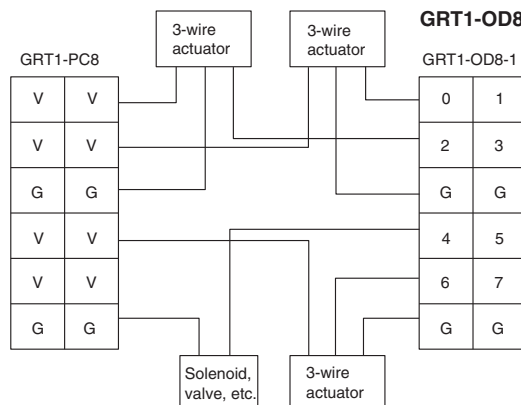 GRT1-OD8
3-wire
actuator
3-wire
actuator
GRT1-PC8
GRT1-OD8-1
V V
0 1
V V
2 3
G G
G G
V V
4 5
V V
6 7
G G
G G
Solenoid,
valve, etc.
3-wire
actuator